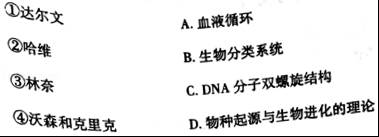 ①达尔文 A. 血液循环
②哈维 B. 生物分类系统
③林奈 C. DNA 分子双螺旋结构
④沃森和克里克 D. 物种起源与生物进化的理论